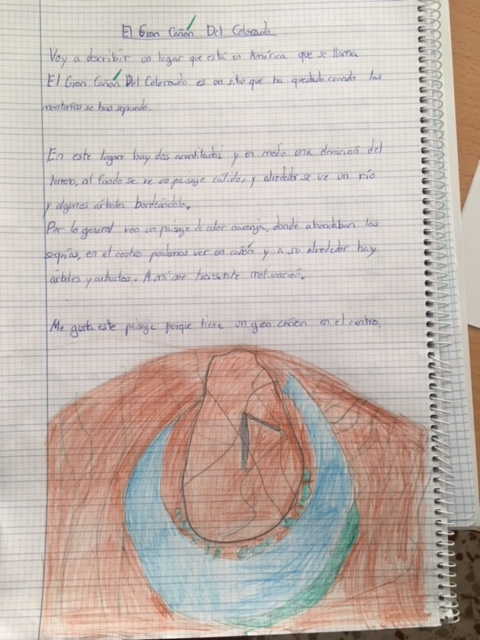 El Gran Cañón Del Colorado
Voy a describir un lugar que está en América que se llama
El Gran Cañón Del Colorado es un sitio que ha quedado cuando las
montañas se han separado.
En este lugar hay dos acantilados y en medio una elevación del
terreno, al fondo se ve un paisaje calido, y alrededor se ve un río
y algunos árboles bordeándolo.
Por lo general veo un paisaje de color naranja, donde abundaban las
sequías, en el centro podemos ver un cañón, y a su alrededor hay
árboles y arbustos. A mi me transmite motivación.
Me gusta este paisaje porque tiene un gran cañon en el centro.